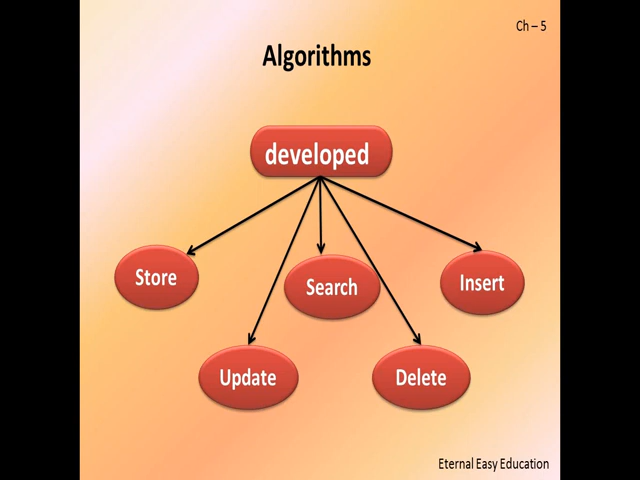 Ch – 5
Algorithms
developed
Store
Search
Insert
Update
Delete
Eternal Easy Education